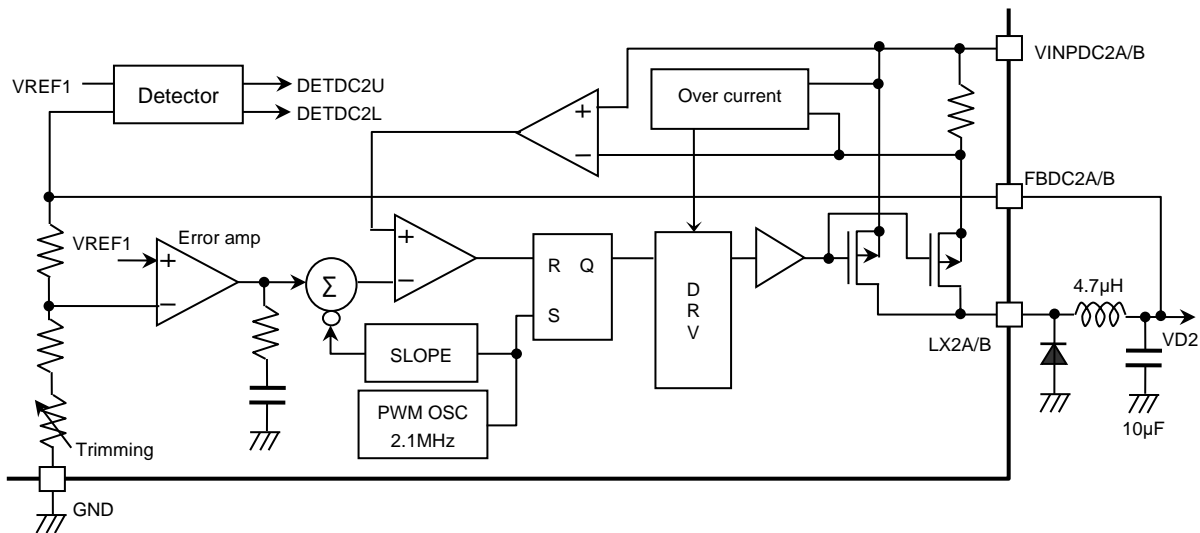 VINPDC2A/B
VREF1
Detector
DETDC2U
DETDC2L
Over current
+
−
FBDC2A/B
VREF1
Error amp
+
−
Σ
+
−
R Q
S
D
R
V
4.7μH
LX2A/B
VD2
SLOPE
PWM OSC
2.1MHz
10μF
Trimming
GND